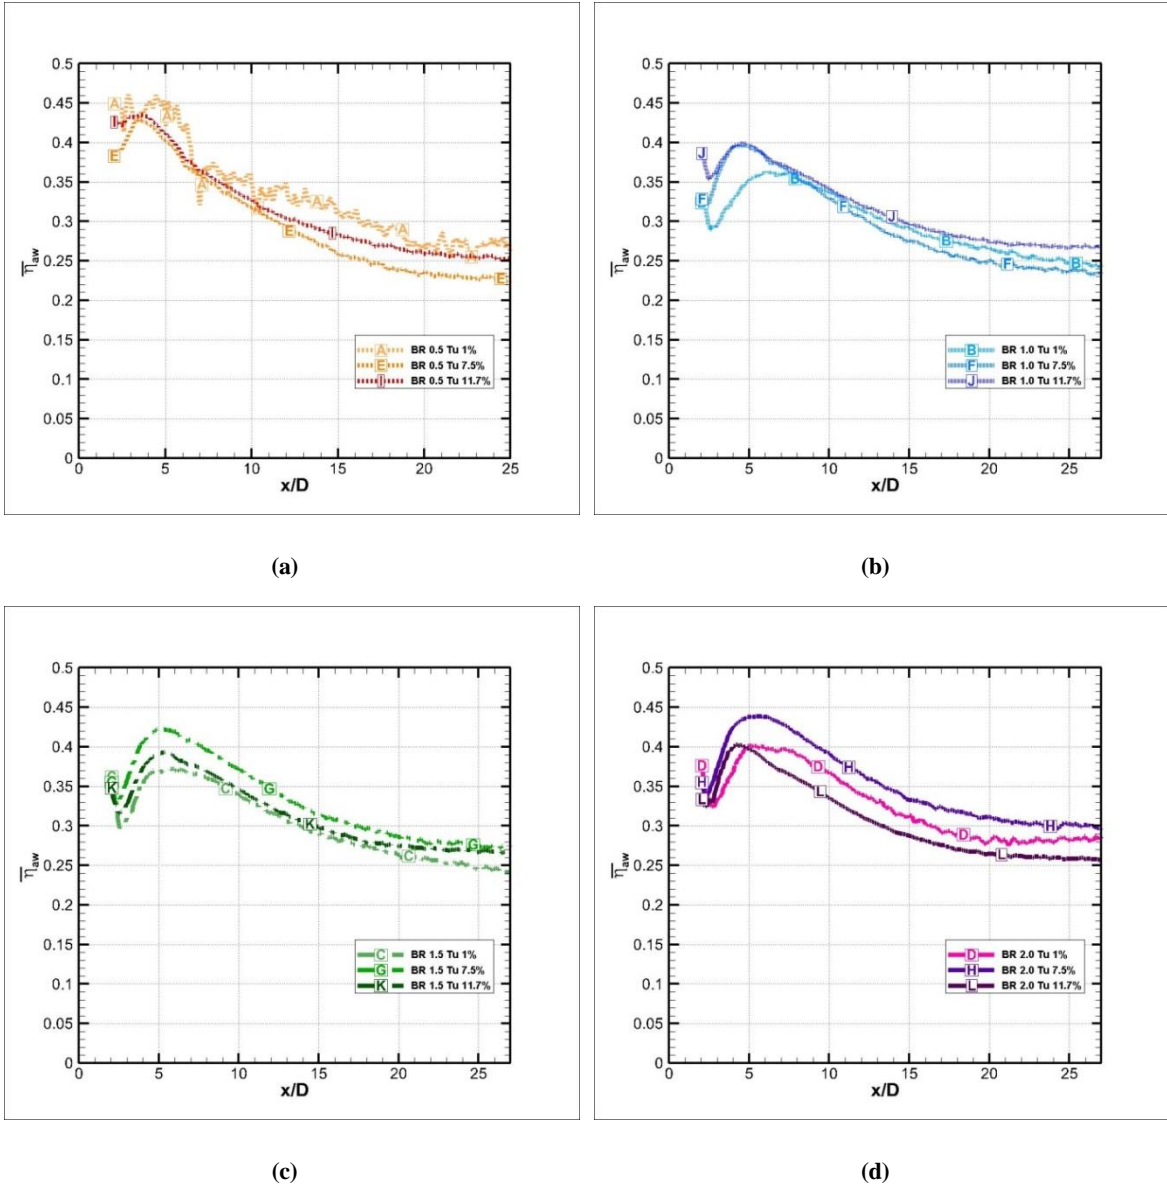 0.5
0.45
0.4
0.35
0.3
0.25
0.2
0.15
0.1
0.05
0
η̅aw
A
A
A
A
A
A
I
I
E
E
E
BR 0.5 Tu 1%
BR 0.5 Tu 7.5%
BR 0.5 Tu 11.7%
A
E
I
0 5 10 15 20 25
x/D
(a)
0.5
0.45
0.4
0.35
0.3
0.25
0.2
0.15
0.1
0.05
0
η̅aw
J
J
F
F
F
B
B
B
B BR 1.0 Tu 1%
F BR 1.0 Tu 7.5%
J BR 1.0 Tu 11.7%
0 5 10 15 20 25
x/D
(b)
0.5
0.45
0.4
0.35
0.3
0.25
0.2
0.15
0.1
0.05
0
η̅aw
G
K
C
G
K
C
G
C BR 1.5 Tu 1%
G BR 1.5 Tu 7.5%
K BR 1.5 Tu 11.7%
0 5 10 15 20 25
x/D
(c)
0.5
0.45
0.4
0.35
0.3
0.25
0.2
0.15
0.1
0.05
0
η̅aw
D
H
L
D
H
L
D
H
L
D BR 2.0 Tu 1%
H BR 2.0 Tu 7.5%
L BR 2.0 Tu 11.7%
0 5 10 15 20 25
x/D
(d)